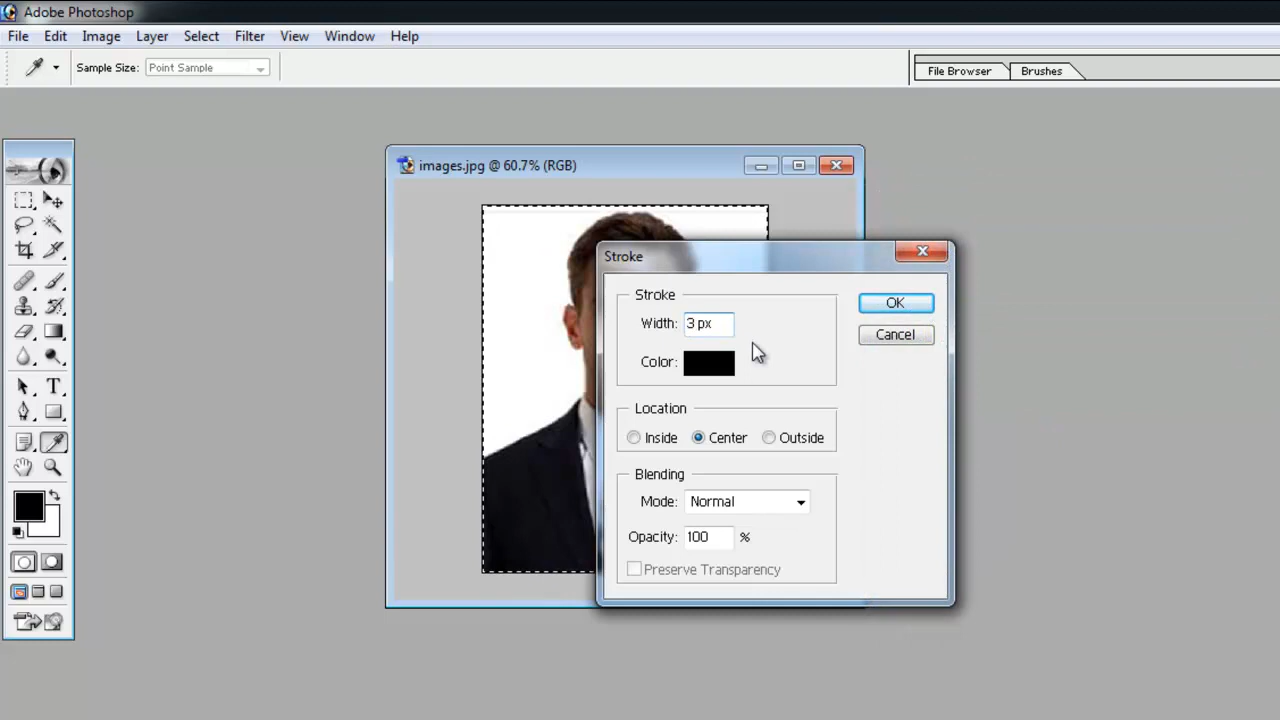 Adobe Photoshop
File Edit Image Layer Select Filter View Window Help
Sample Size: Point Sample
File Browser Brushes
images.jpg @ 60.7% (RGB)
Stroke
Stroke
Width: 3 px
Color:
OK
Cancel
Location
Inside Center Outside
Blending
Mode: Normal
Opacity: 100 %
Preserve Transparency
T